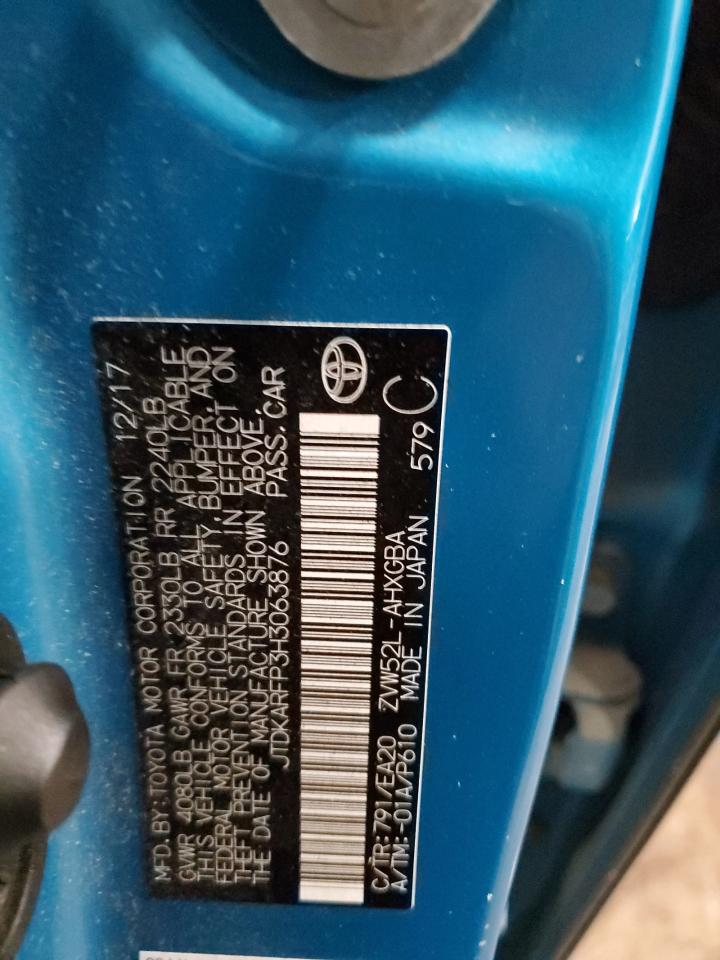 MFD. BY: TOYOTA MOTOR CORPORATION 12/17
GVWR 4080LB GAWR FR 2330LB RR 2240LB
THIS VEHICLE CONFORMS TO ALL APPLICABLE
FEDERAL MOTOR VEHICLE SAFETY, BUMPER, AND
THEFT PREVENTION STANDARDS IN EFFECT ON
THE DATE OF MANUFACTURE SHOWN ABOVE.
JTDKARFP3H3063876 PASS. CAR
C/TR: 791/EA20 ZVW52L-AHXGBA
A/TM: -01A/P610 MADE IN JAPAN 579 C